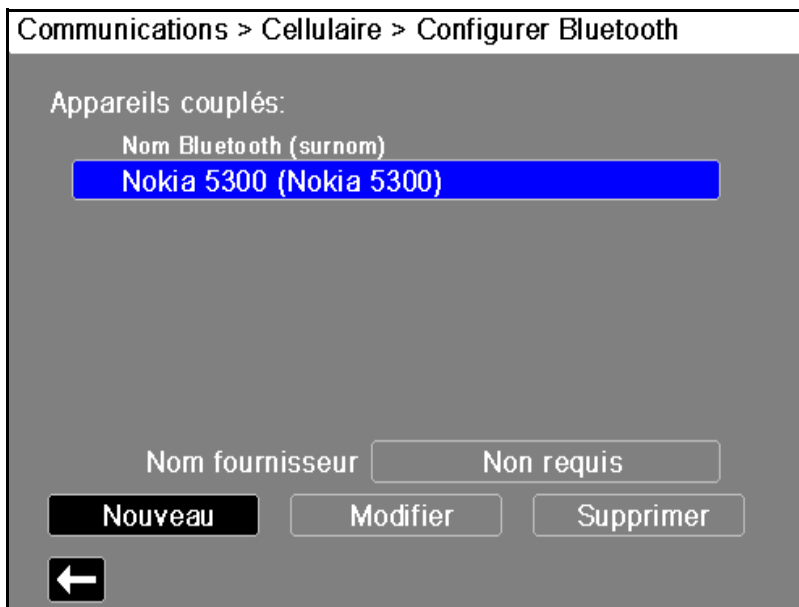 Communications > Cellulaire > Configurer Bluetooth
Appareils couplés:
Nom Bluetooth (surnom)
Nokia 5300 (Nokia 5300)
Nom fournisseur Non requis
Nouveau Modifier Supprimer